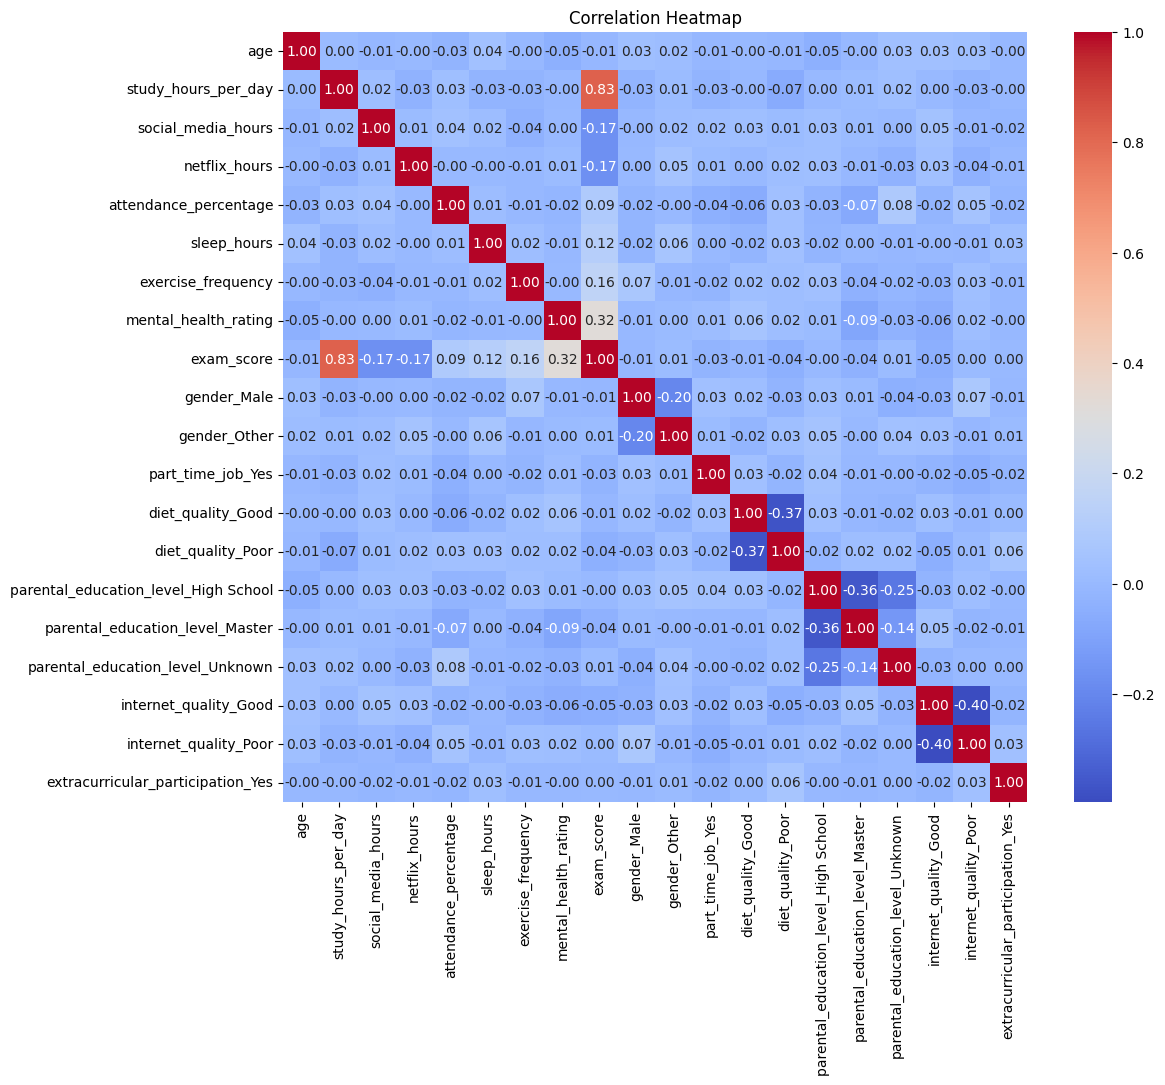 Correlation Heatmap
age 1.00 0.00 -0.01 -0.00 -0.03 0.04 -0.00 -0.05 -0.01 0.03 0.02 -0.01 -0.00 -0.01 -0.05 -0.00 0.03 0.03 0.03 -0.00
study_hours_per_day 0.00 1.00 0.02 -0.03 0.03 -0.03 -0.03 -0.00 0.83 -0.03 0.01 -0.03 -0.00 -0.07 0.00 0.01 0.02 0.00 -0.03 -0.00
social_media_hours -0.01 0.02 1.00 0.01 0.04 0.02 -0.04 0.00 -0.17 -0.00 0.02 0.02 0.03 0.01 0.03 0.01 0.00 0.05 -0.01 -0.02
netflix_hours -0.00 -0.03 0.01 1.00 -0.00 -0.00 -0.01 0.01 -0.17 0.00 0.05 0.01 0.00 0.02 0.03 -0.01 -0.03 0.03 -0.04 -0.01
attendance_percentage -0.03 0.03 0.04 -0.00 1.00 0.01 -0.01 -0.02 0.09 -0.02 -0.00 -0.04 -0.06 0.03 -0.03 -0.07 0.08 -0.02 0.05 -0.02
sleep_hours 0.04 -0.03 0.02 -0.00 0.01 1.00 0.02 -0.01 0.12 -0.02 0.06 0.00 -0.02 0.03 -0.02 0.00 -0.01 -0.00 -0.01 0.03
exercise_frequency -0.00 -0.03 -0.04 -0.01 -0.01 0.02 1.00 -0.00 0.16 0.07 -0.01 -0.02 0.02 0.02 0.03 -0.04 -0.02 -0.03 0.03 -0.01
mental_health_rating -0.05 -0.00 0.00 0.01 -0.02 -0.01 -0.00 1.00 0.32 -0.01 0.00 0.01 0.06 0.02 0.01 -0.09 -0.03 -0.06 0.02 -0.00
exam_score -0.01 0.83 -0.17 -0.17 0.09 0.12 0.16 0.32 1.00 -0.01 0.01 -0.03 -0.01 -0.04 -0.00 -0.04 0.01 -0.05 0.00 0.00
gender_Male 0.03 -0.03 -0.00 0.00 -0.02 -0.02 0.07 -0.01 -0.01 1.00 -0.20 0.03 0.02 -0.03 0.03 0.01 -0.04 -0.03 0.07 -0.01
gender_Other 0.02 0.01 0.02 0.05 -0.00 0.06 -0.01 0.00 0.01 -0.20 1.00 0.01 -0.02 0.03 0.05 -0.00 0.04 0.03 -0.01 0.01
part_time_job_Yes -0.01 -0.03 0.02 0.01 -0.04 0.00 -0.02 0.01 -0.03 0.03 0.01 1.00 0.03 -0.02 0.04 -0.01 -0.00 -0.02 -0.05 -0.02
diet_quality_Good -0.00 -0.00 0.03 0.00 -0.06 -0.02 0.02 0.06 -0.01 0.02 -0.02 0.03 1.00 -0.37 0.03 -0.01 -0.02 0.03 -0.01 0.00
diet_quality_Poor -0.01 -0.07 0.01 0.02 0.03 0.03 0.02 0.02 -0.04 -0.03 0.03 -0.02 -0.37 1.00 -0.02 0.02 0.02 -0.05 0.01 0.06
parental_education_level_High School -0.05 0.00 0.03 0.03 -0.03 -0.02 0.03 0.01 -0.00 0.03 0.05 0.04 0.03 -0.02 1.00 -0.36 -0.25 -0.03 0.02 -0.00
parental_education_level_Master -0.00 0.01 0.01 -0.01 -0.07 0.00 -0.04 -0.09 -0.04 0.01 -0.00 -0.01 -0.01 0.02 -0.36 1.00 -0.14 0.05 -0.02 -0.01
parental_education_level_Unknown 0.03 0.02 0.00 -0.03 0.08 -0.01 -0.02 -0.03 0.01 -0.04 0.04 -0.00 -0.02 0.02 -0.25 -0.14 1.00 -0.03 0.00 0.00
internet_quality_Good 0.03 0.00 0.05 0.03 -0.02 -0.00 -0.03 -0.06 -0.05 -0.03 0.03 -0.02 0.03 -0.05 -0.03 0.05 -0.03 1.00 -0.40 -0.02
internet_quality_Poor 0.03 -0.03 -0.01 -0.04 0.05 -0.01 0.03 0.02 0.00 0.07 -0.01 -0.05 -0.01 0.01 0.02 -0.02 0.00 -0.40 1.00 0.03
extracurricular_participation_Yes -0.00 -0.00 -0.02 -0.01 -0.02 0.03 -0.01 -0.00 0.00 -0.01 0.01 -0.02 0.00 0.06 -0.00 -0.01 0.00 -0.02 0.03 1.00
age
study_hours_per_day
social_media_hours
netflix_hours
attendance_percentage
sleep_hours
exercise_frequency
mental_health_rating
exam_score
gender_Male
gender_Other
part_time_job_Yes
diet_quality_Good
diet_quality_Poor
parental_education_level_High School
parental_education_level_Master
parental_education_level_Unknown
internet_quality_Good
internet_quality_Poor
extracurricular_participation_Yes
1.0
0.8
0.6
0.4
0.2
0.0
−0.2